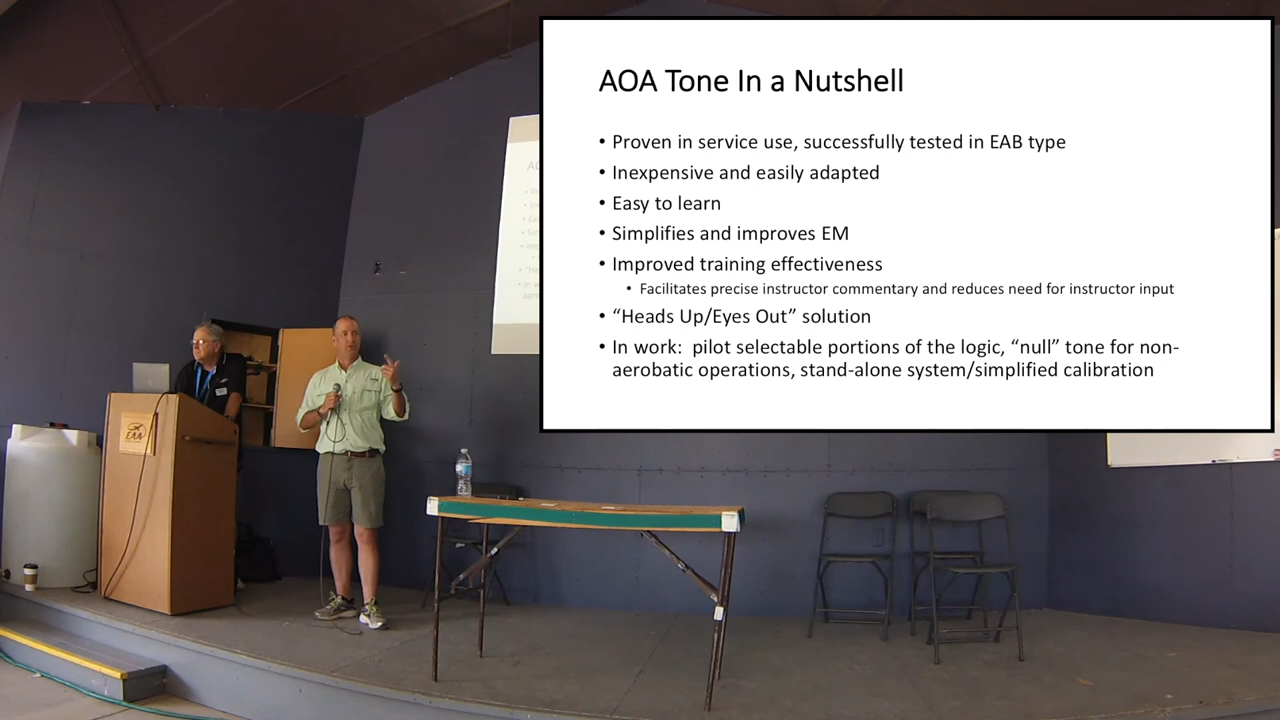 AOA Tone In a Nutshell
• Proven in service use, successfully tested in EAB type
• Inexpensive and easily adapted
• Easy to learn
• Simplifies and improves EM
• Improved training effectiveness
• Facilitates precise instructor commentary and reduces need for instructor input
• “Heads Up/Eyes Out” solution
• In work:  pilot selectable portions of the logic, “null” tone for non-
aerobatic operations, stand-alone system/simplified calibration
EAA